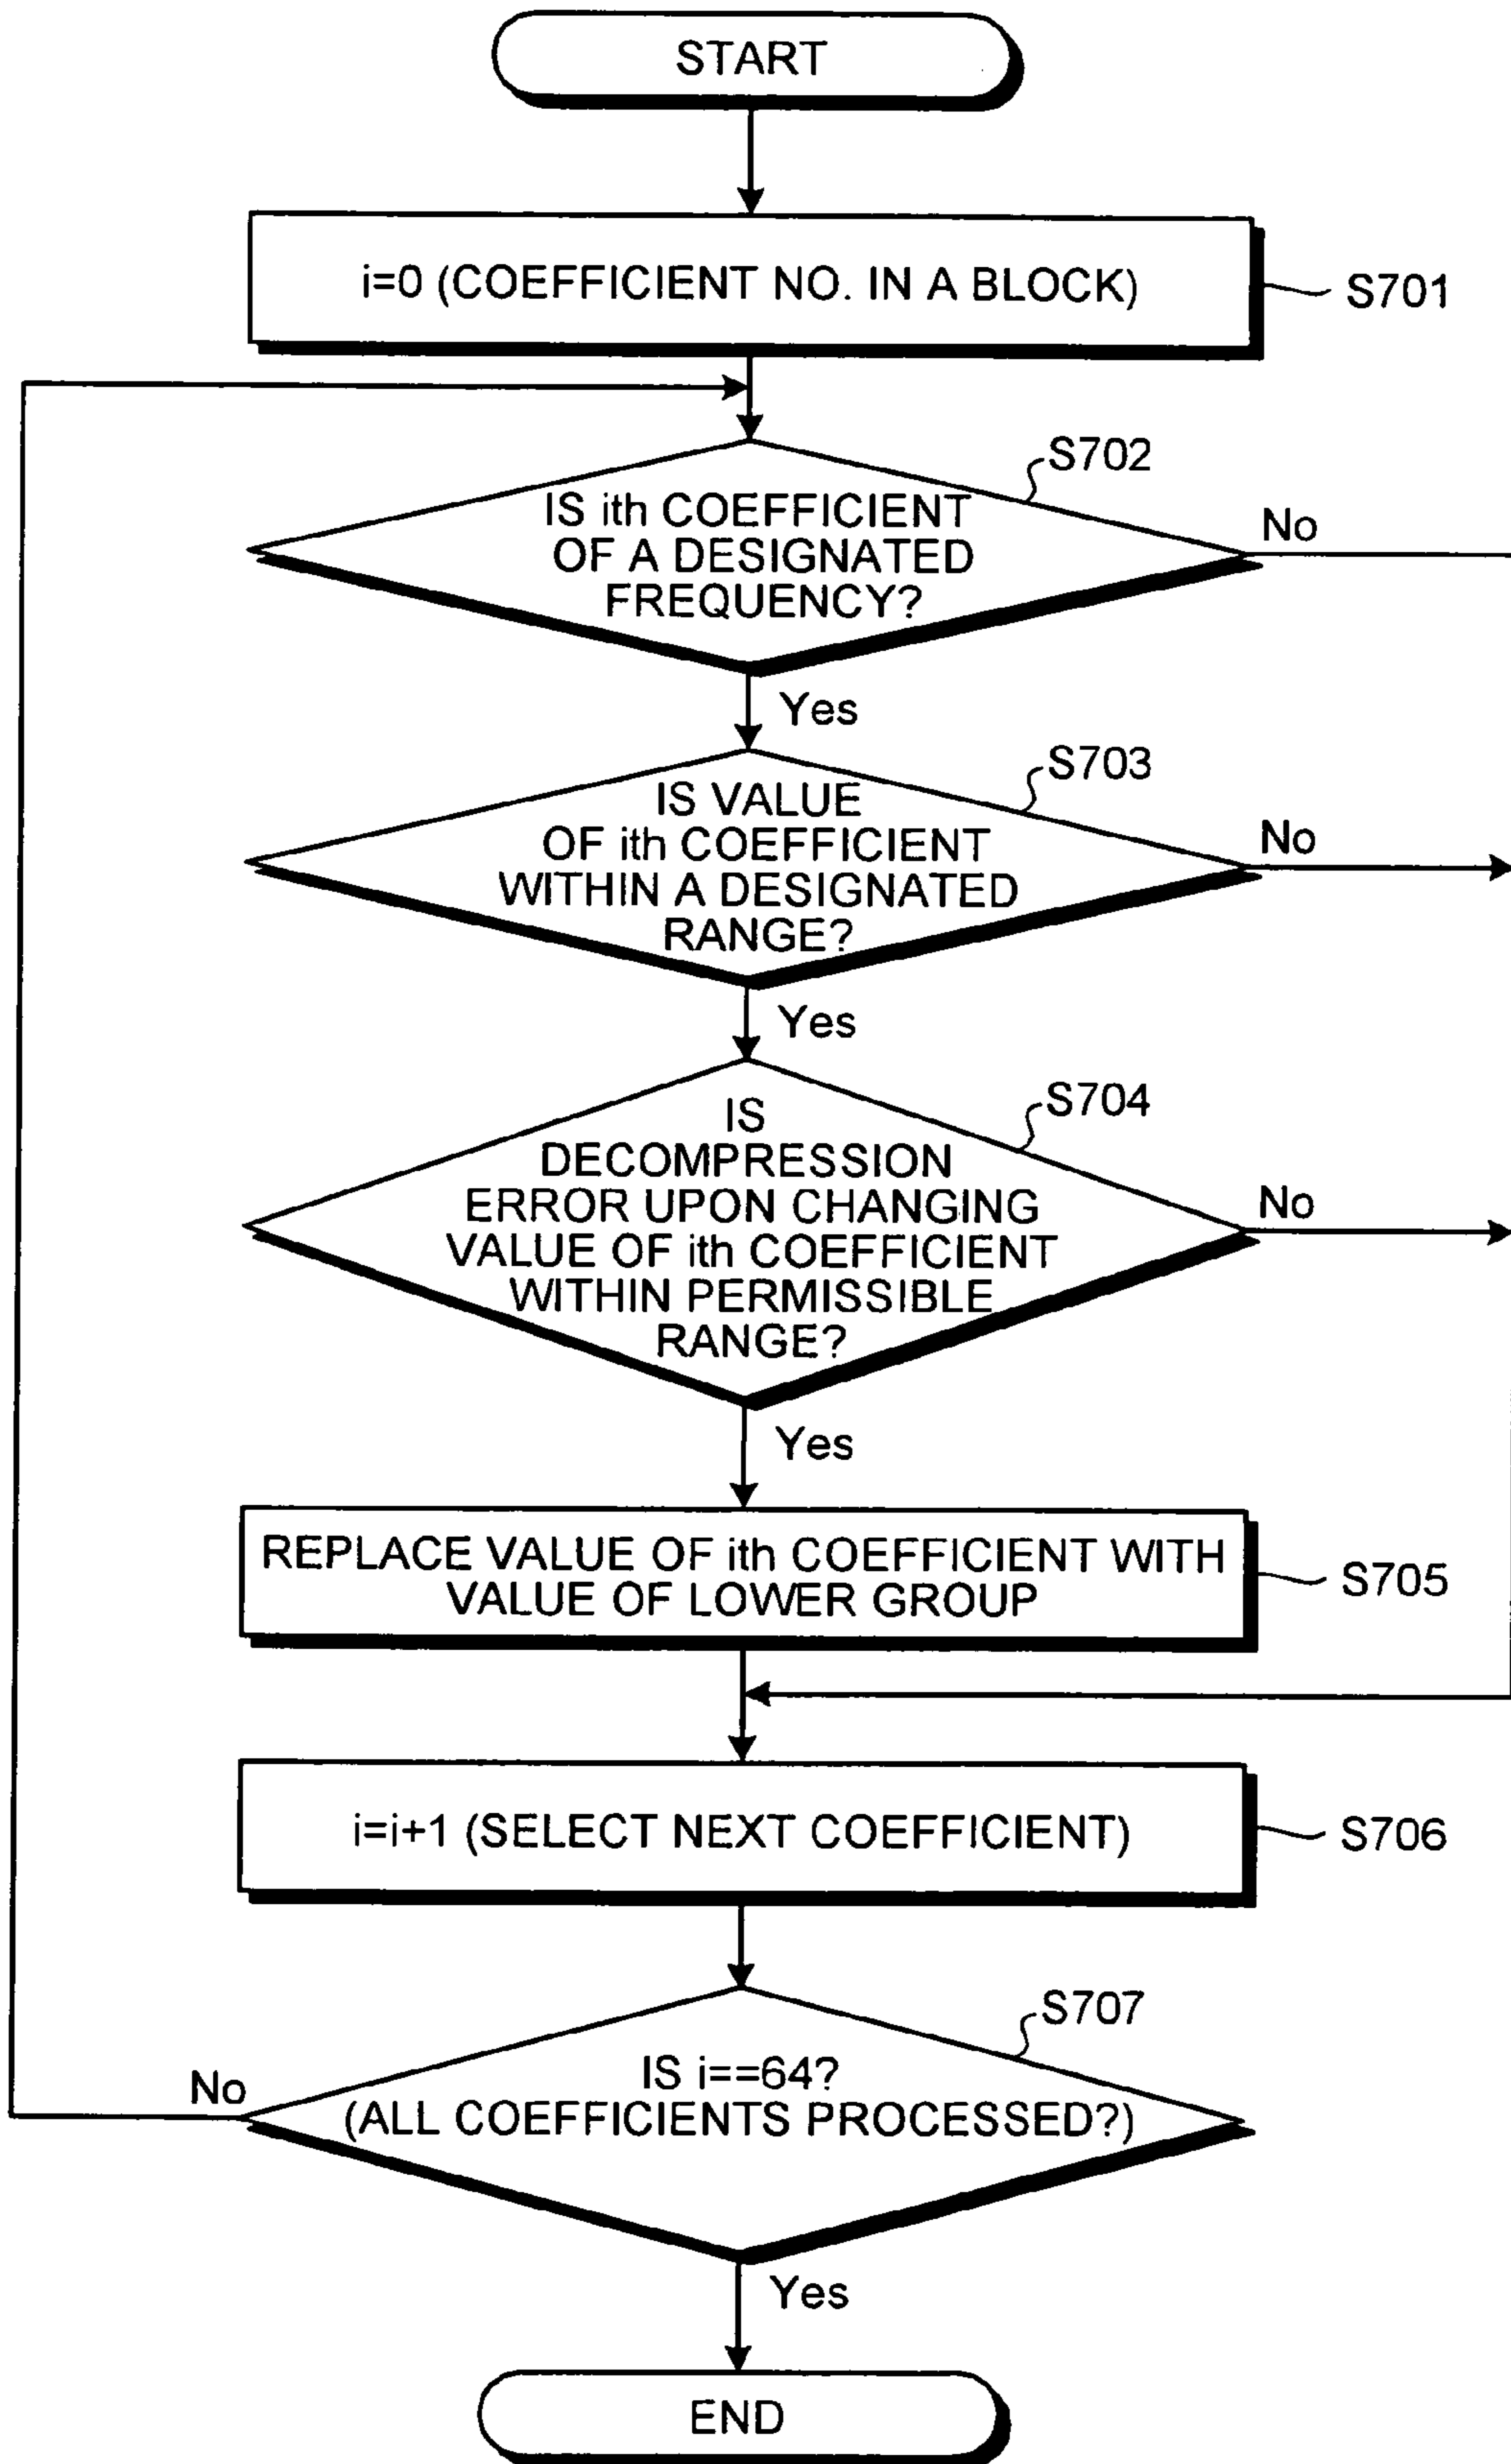 START
i=0 (COEFFICIENT NO. IN A BLOCK)
S701
S702
IS ith COEFFICIENT
OF A DESIGNATED
FREQUENCY?
No
Yes
S703
IS VALUE
OF ith COEFFICIENT
WITHIN A DESIGNATED
RANGE?
No
Yes
S704
IS
DECOMPRESSION
ERROR UPON CHANGING
VALUE OF ith COEFFICIENT
WITHIN PERMISSIBLE
RANGE?
No
Yes
REPLACE VALUE OF ith COEFFICIENT WITH
VALUE OF LOWER GROUP
S705
i=i+1 (SELECT NEXT COEFFICIENT)
S706
S707
IS i==64?
(ALL COEFFICIENTS PROCESSED?)
No
Yes
END